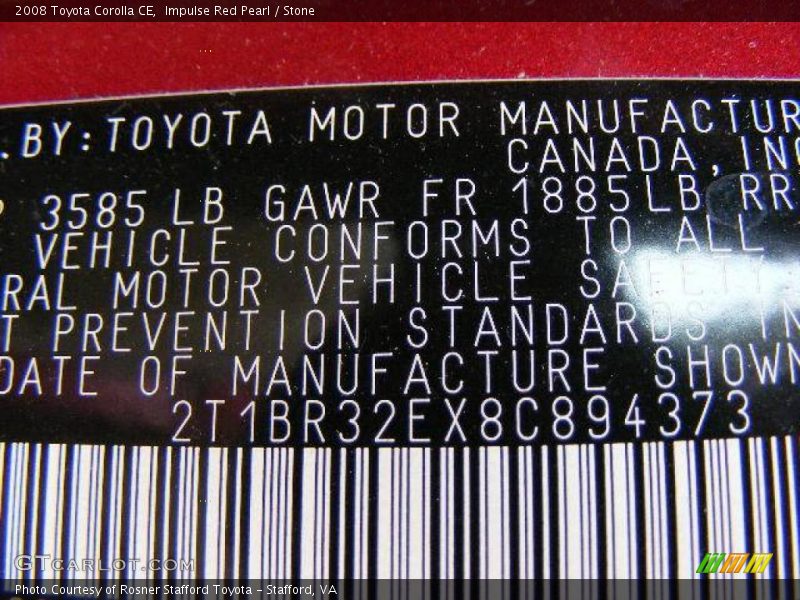 2008 Toyota Corolla CE,  Impulse Red Pearl / Stone
.BY:TOYOTA MOTOR MANUFACTUR
CANADA, INC
3585 LB GAWR FR 1885LB RR
VEHICLE CONFORMS TO ALL
RAL MOTOR VEHICLE SAFETY
T PREVENTION STANDARDS IN
DATE OF MANUFACTURE SHOWN
2T1BR32EX8C894373
GTcarlot.com
Photo Courtesy of Rosner Stafford Toyota - Stafford, VA